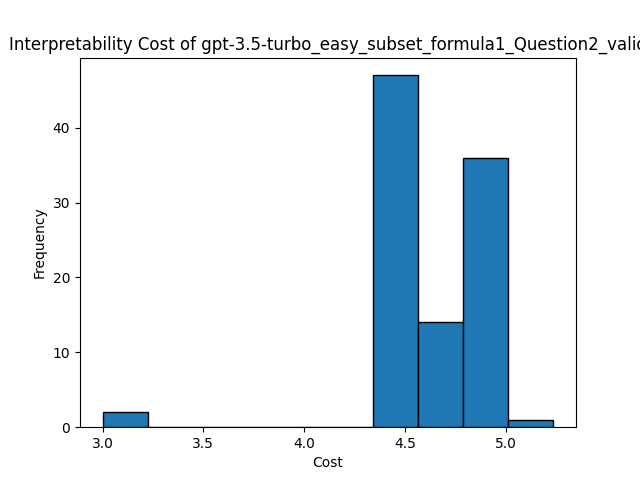 Interpretability Cost of gpt-3.5-turbo_easy_subset_formula1_Question2_valid
Frequency
40
30
20
10
0
3.0 3.5 4.0 4.5 5.0
Cost